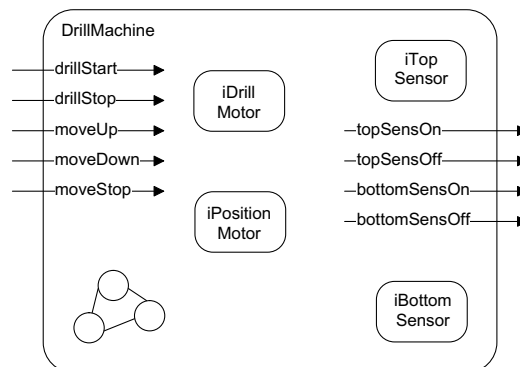 DrillMachine
drillStart
drillStop
moveUp
moveDown
moveStop
iDrill
Motor
iPosition
Motor
iTop
Sensor
topSensOn
topSensOff
bottomSensOn
bottomSensOff
iBottom
Sensor